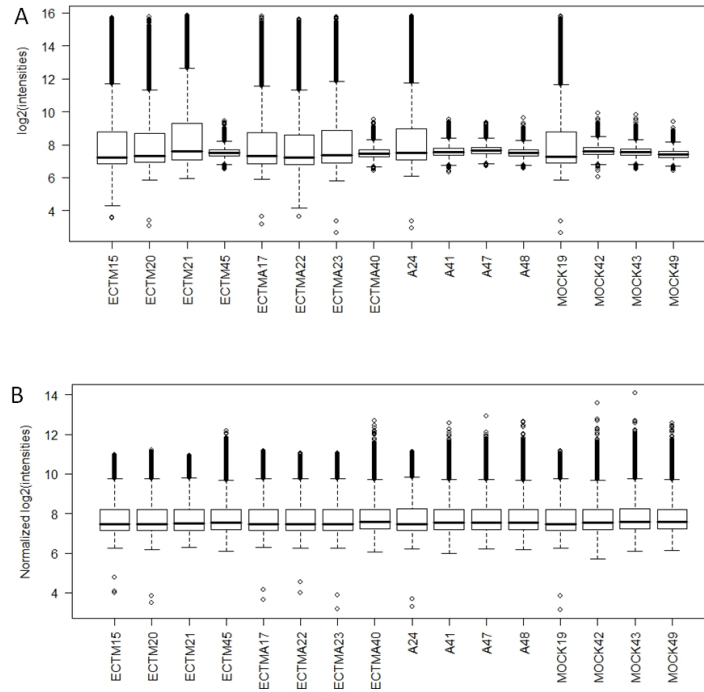 A
log2(intensities)
16
14
12
10
8
6
4
ECTM15 ECTM20 ECTM21 ECTM45 ECTMA17 ECTMA22 ECTMA23 ECTMA40 A24 A41 A47 A48 MOCK19 MOCK42 MOCK43 MOCK49
B
Normalized log2(intensities)
14
12
10
8
6
4
ECTM15 ECTM20 ECTM21 ECTM45 ECTMA17 ECTMA22 ECTMA23 ECTMA40 A24 A41 A47 A48 MOCK19 MOCK42 MOCK43 MOCK49